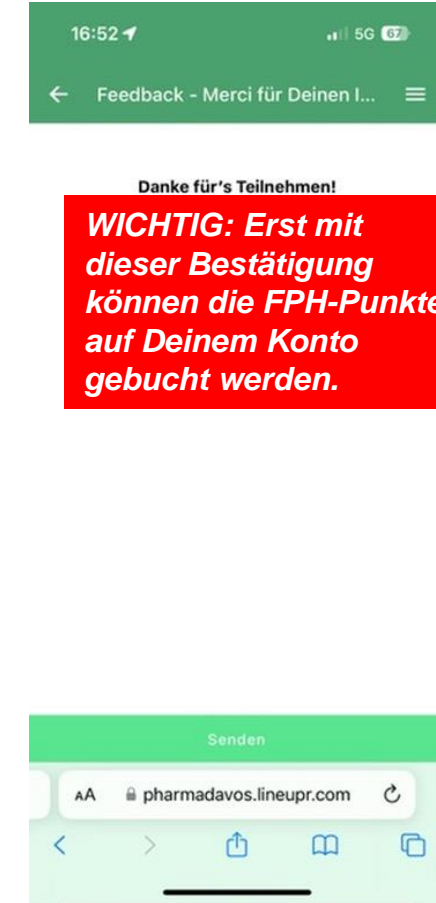 16:52
5G 67
Feedback - Merci für Deinen I...
Danke für's Teilnehmen!
WICHTIG: Erst mit
dieser Bestätigung
können die FPH-Punkte
auf Deinem Konto
gebucht werden.
Senden
AA pharmadavos.lineupr.com